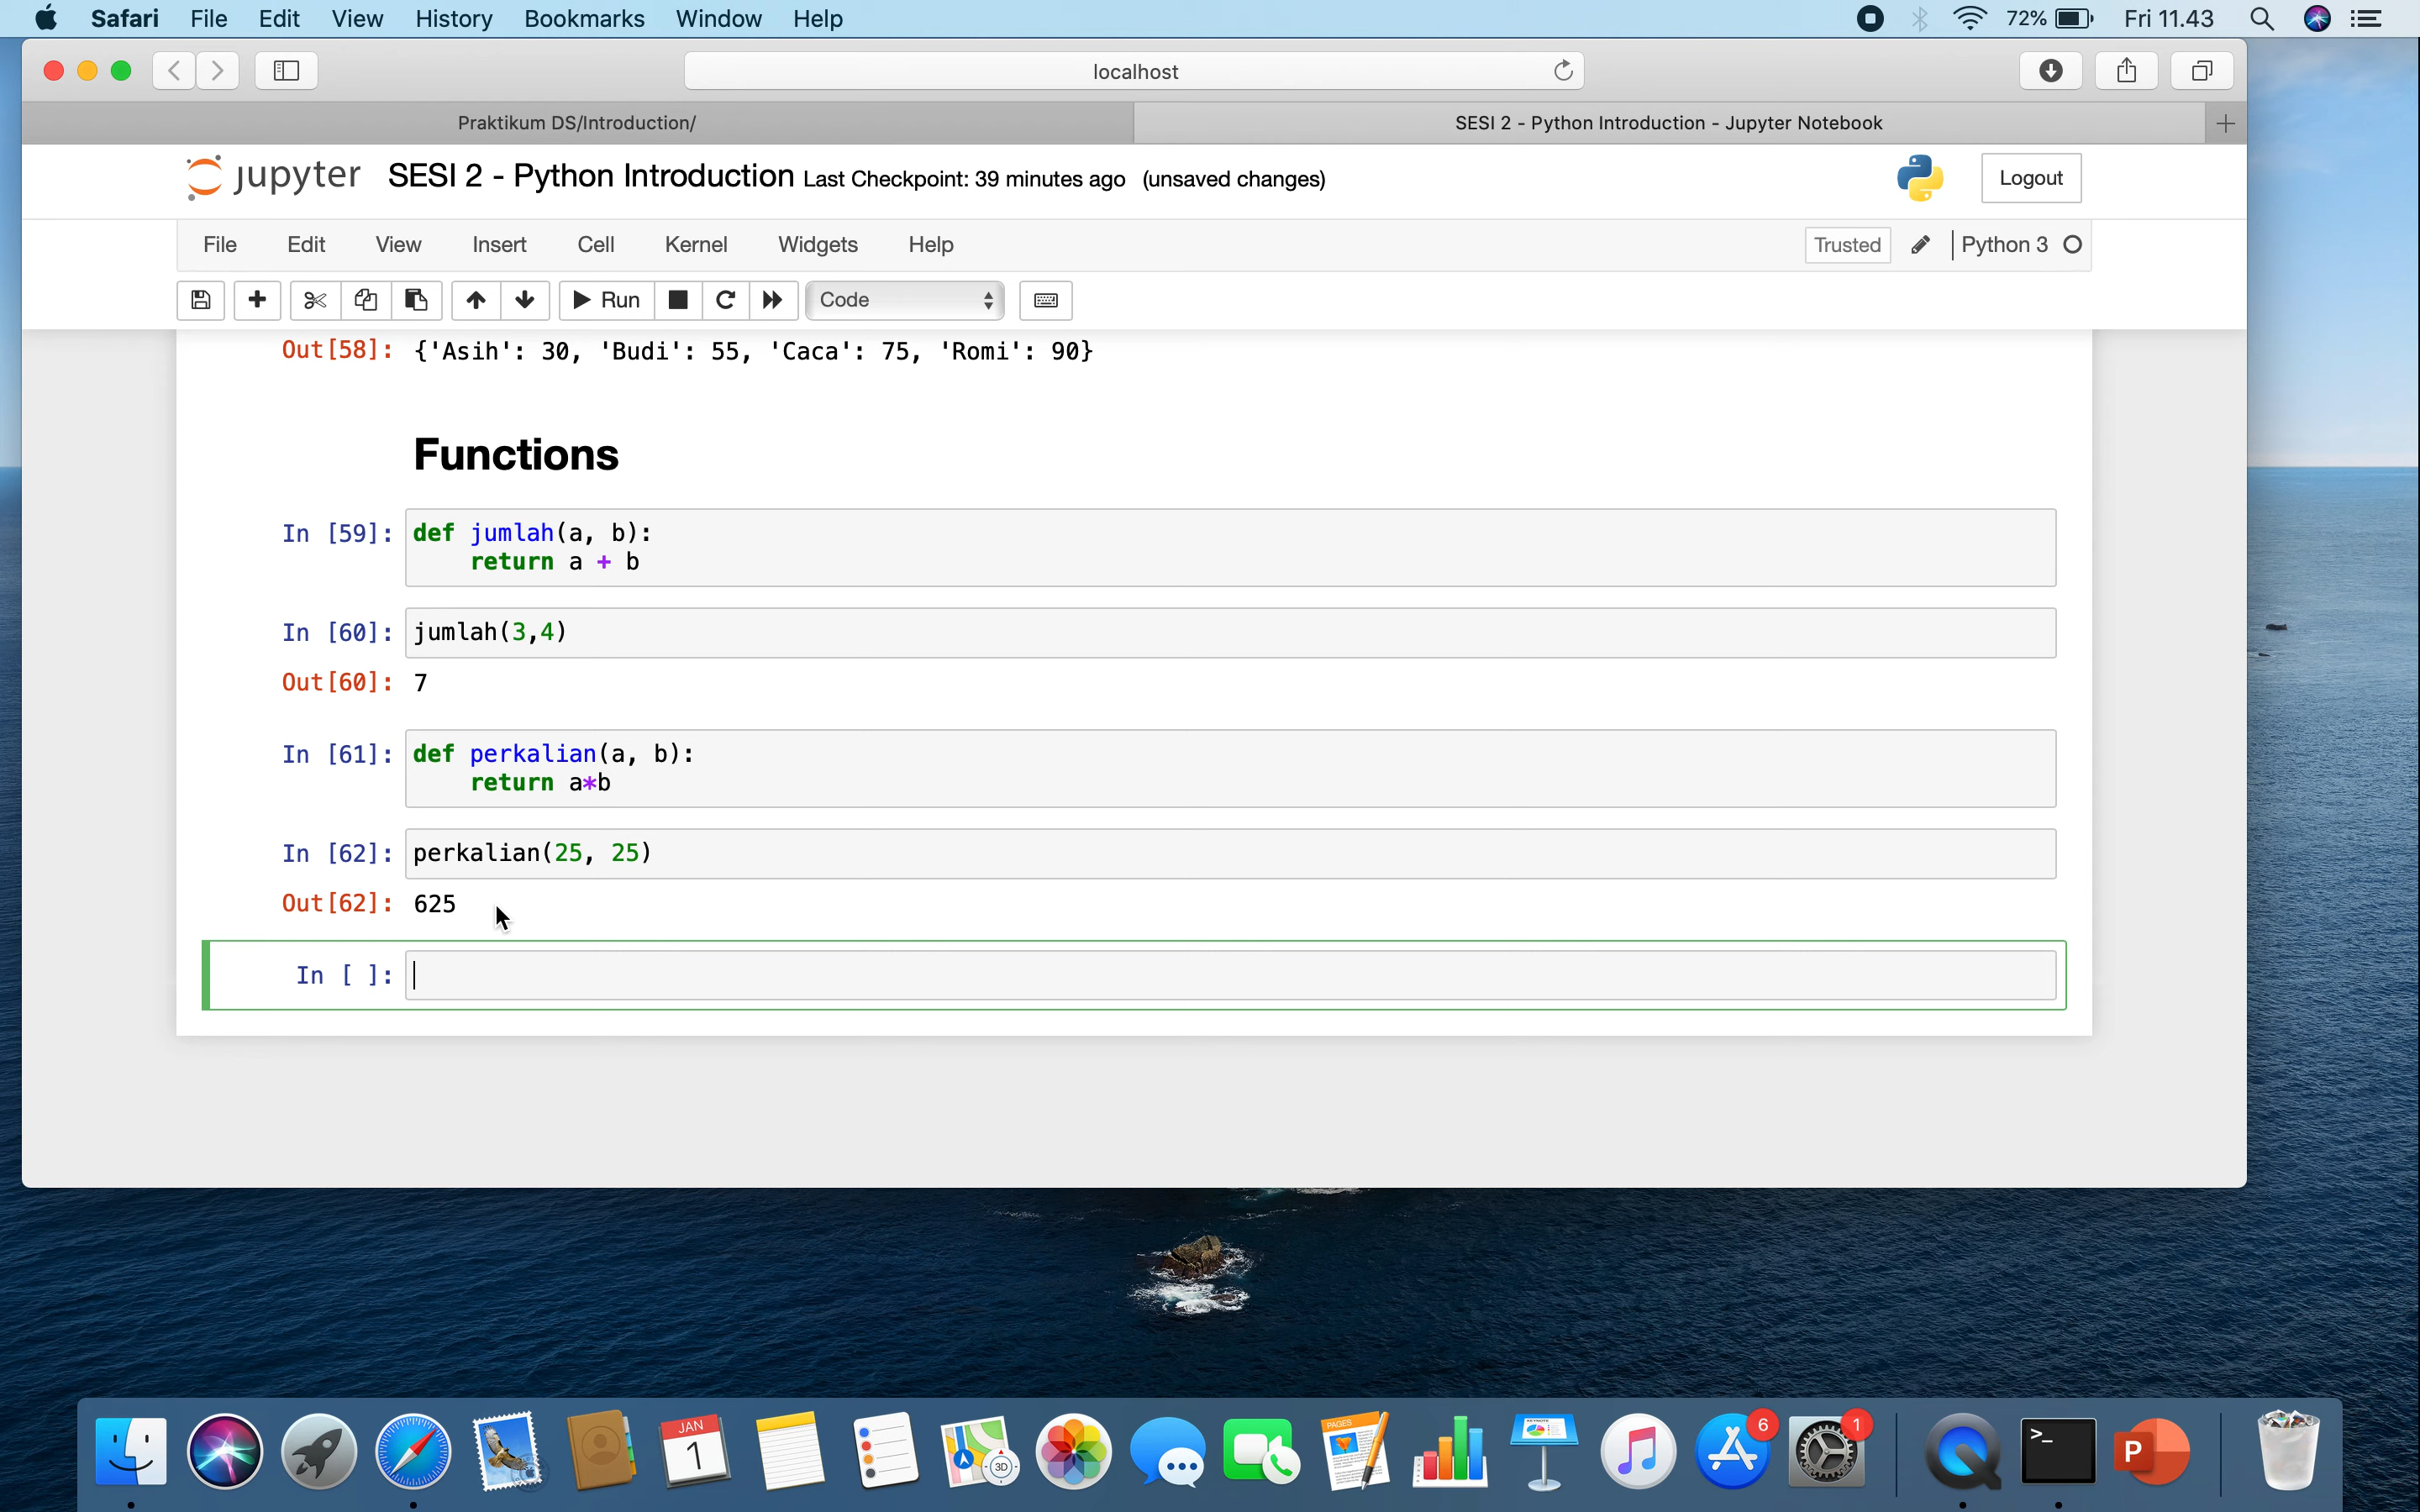 Safari File Edit View History Bookmarks Window Help 72% Fri 11.43
localhost
Praktikum DS/Introduction/ SESI 2 - Python Introduction - Jupyter Notebook
jupyter SESI 2 - Python Introduction Last Checkpoint: 39 minutes ago (unsaved changes) Logout
File Edit View Insert Cell Kernel Widgets Help Trusted Python 3
Run Code
Out[58]: {'Asih': 30, 'Budi': 55, 'Caca': 75, 'Romi': 90}
Functions
In [59]: def jumlah(a, b):
return a + b
In [60]: jumlah(3,4)
Out[60]: 7
In [61]: def perkalian(a, b):
return a*b
In [62]: perkalian(25, 25)
Out[62]: 625
In [ ]:
JAN
1
3D
PAGES
6
1
>_
P